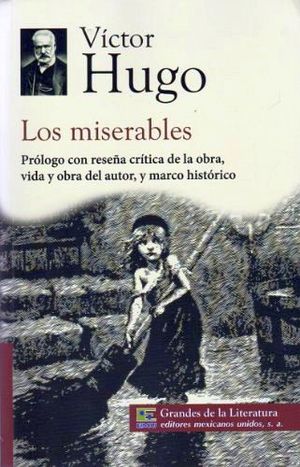 Víctor
Hugo
Los miserables
Prólogo con reseña crítica de la obra,
vida y obra del autor, y marco histórico
Grandes de la Literatura
editores mexicanos unidos, s. a.